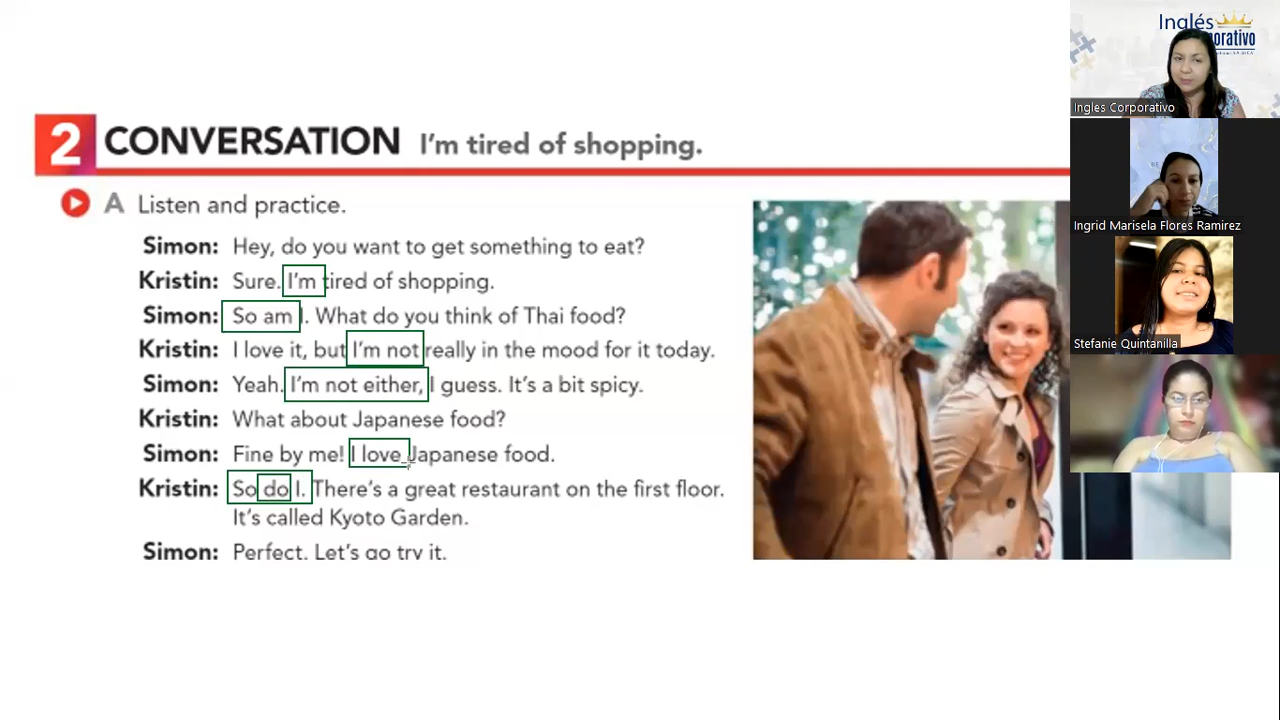 2 CONVERSATION I'm tired of shopping.
A Listen and practice.
Simon: Hey, do you want to get something to eat?
Kristin: Sure. I'm tired of shopping.
Simon: So am I. What do you think of Thai food?
Kristin: I love it, but I'm not really in the mood for it today.
Simon: Yeah. I'm not either, I guess. It's a bit spicy.
Kristin: What about Japanese food?
Simon: Fine by me! I love Japanese food.
Kristin: So do I. There's a great restaurant on the first floor.
It's called Kyoto Garden.
Simon: Perfect. Let's go try it.
Inglés
Ingles Corporativo
Ingrid Marisela Flores Ramirez
Stefanie Quintanilla